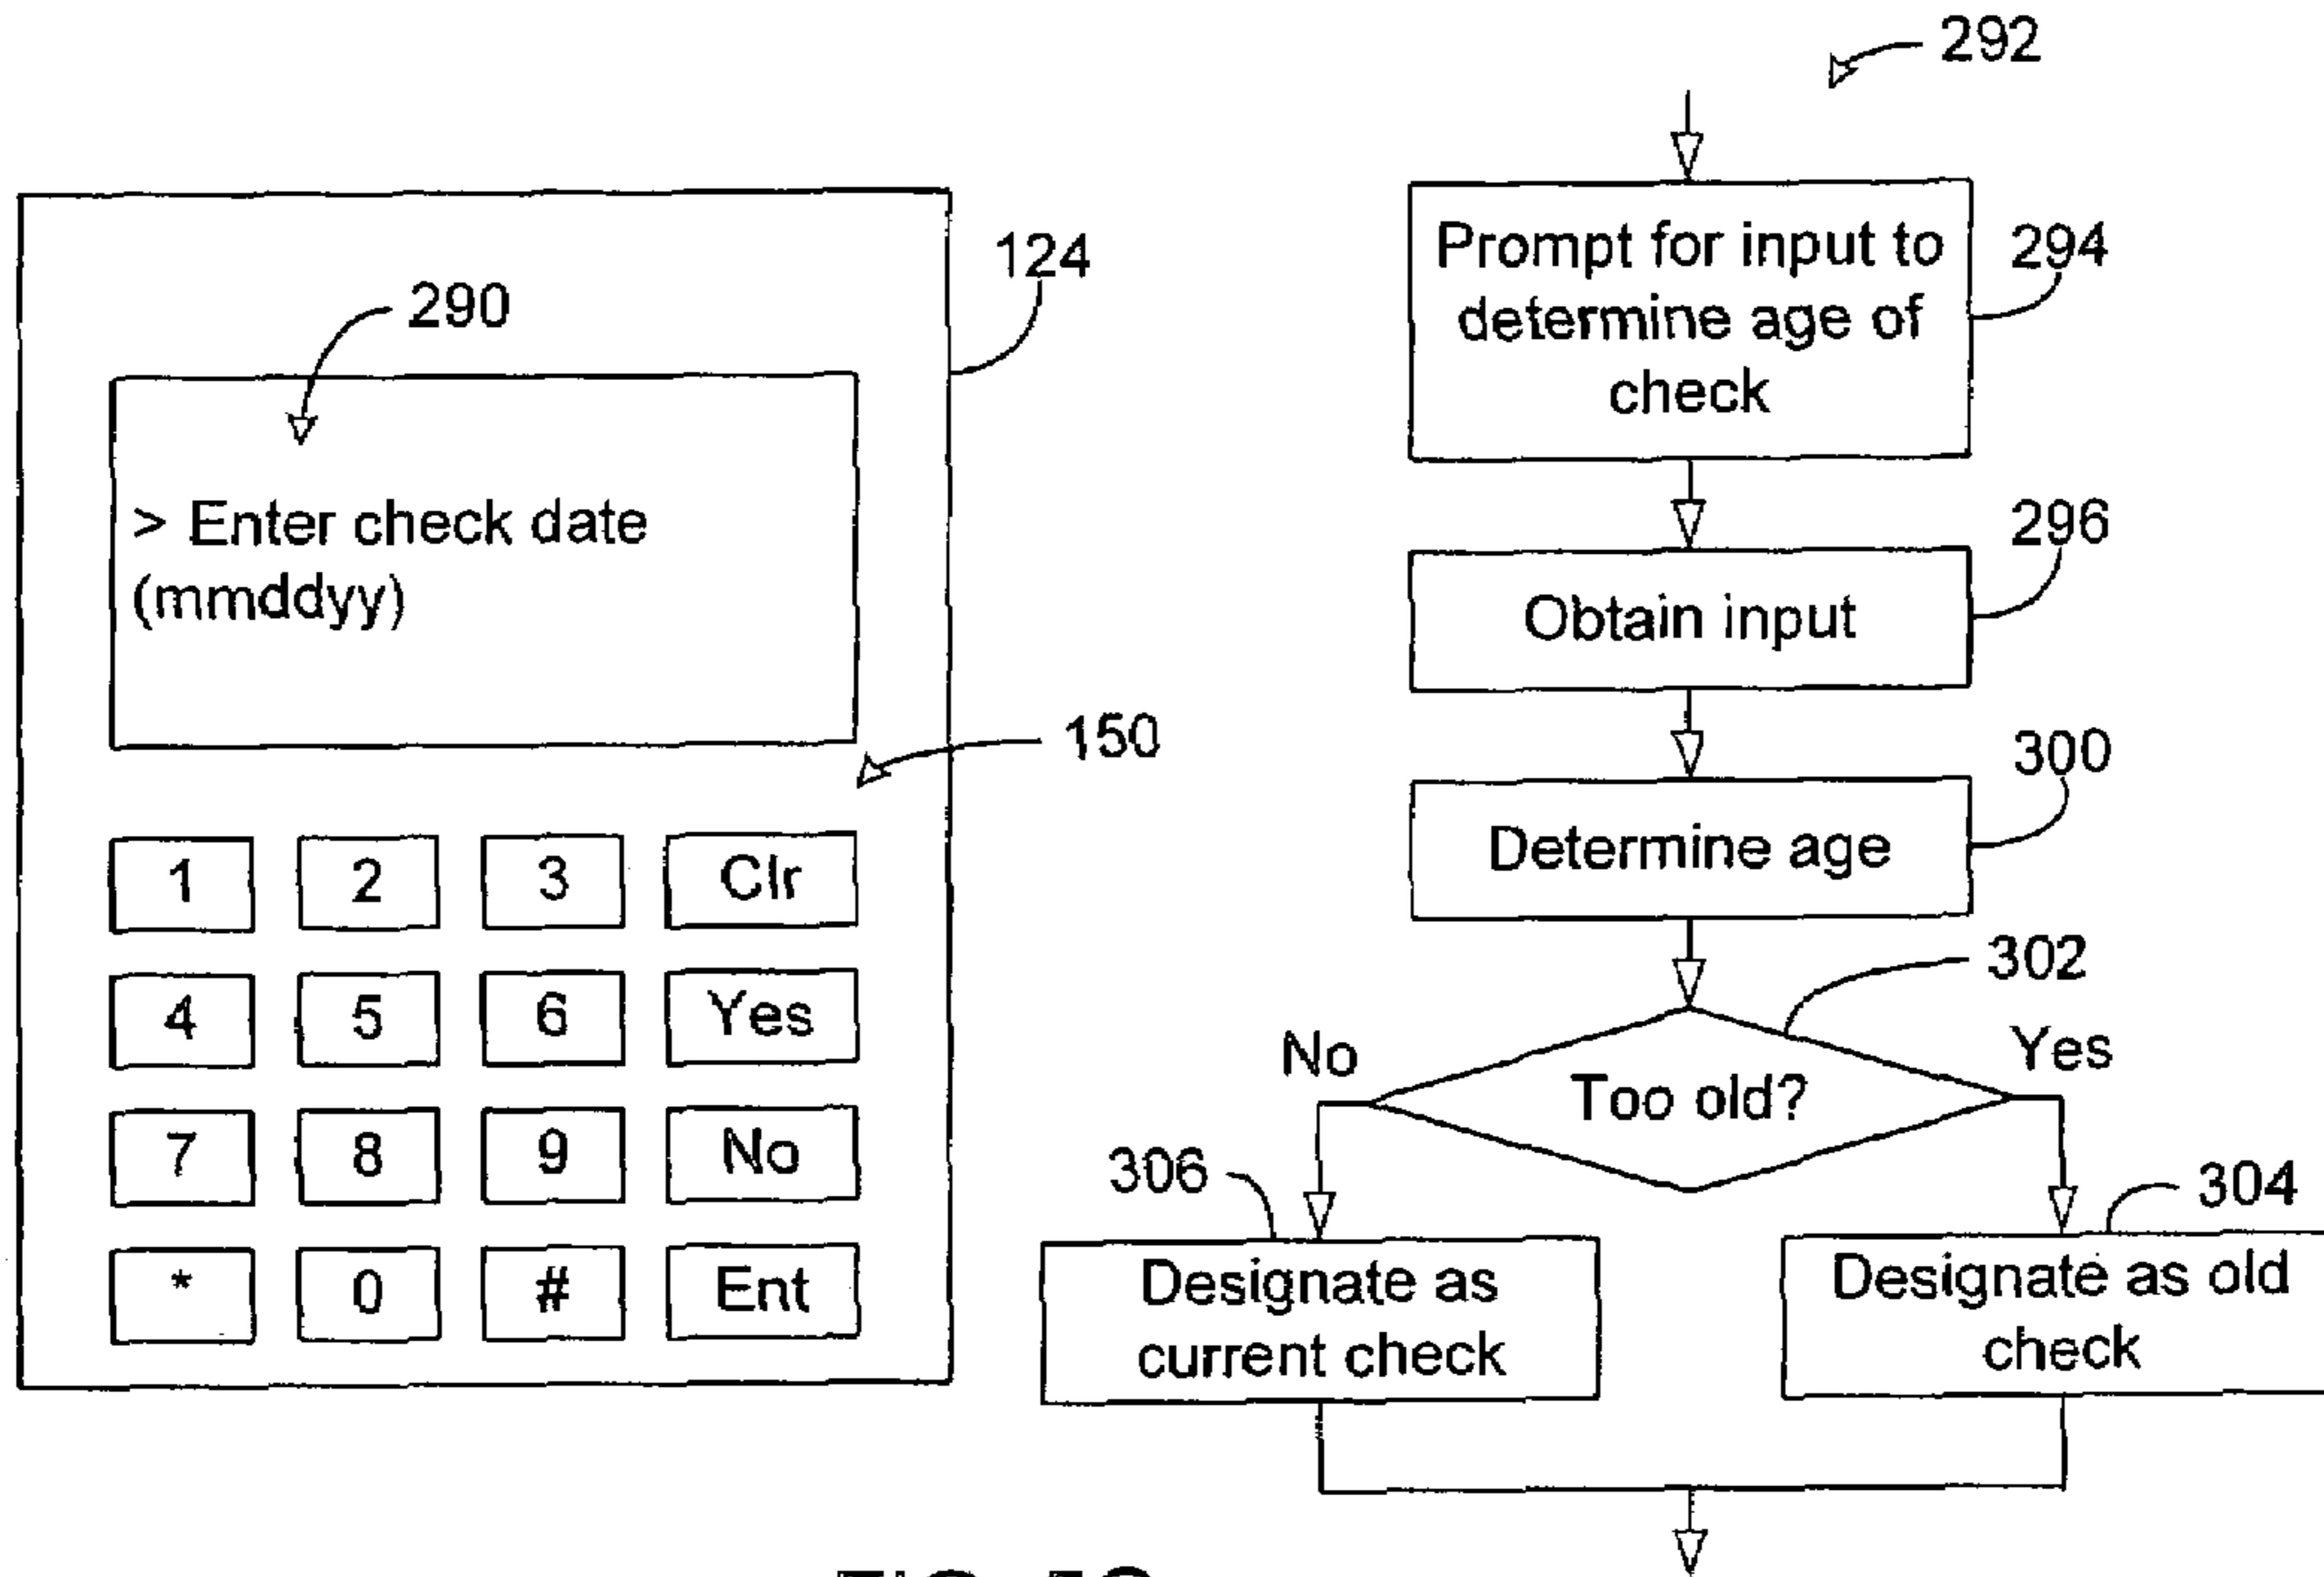 292
124
290
> Enter check date
(mmddyy)
150
1 2 3 Clr
4 5 6 Yes
7 8 9 No
* 0 # Ent
Prompt for input to
determine age of
check
294
296
Obtain input
300
Determine age
302
No
Yes
Too old?
306
304
Designate as
current check
Designate as old
check